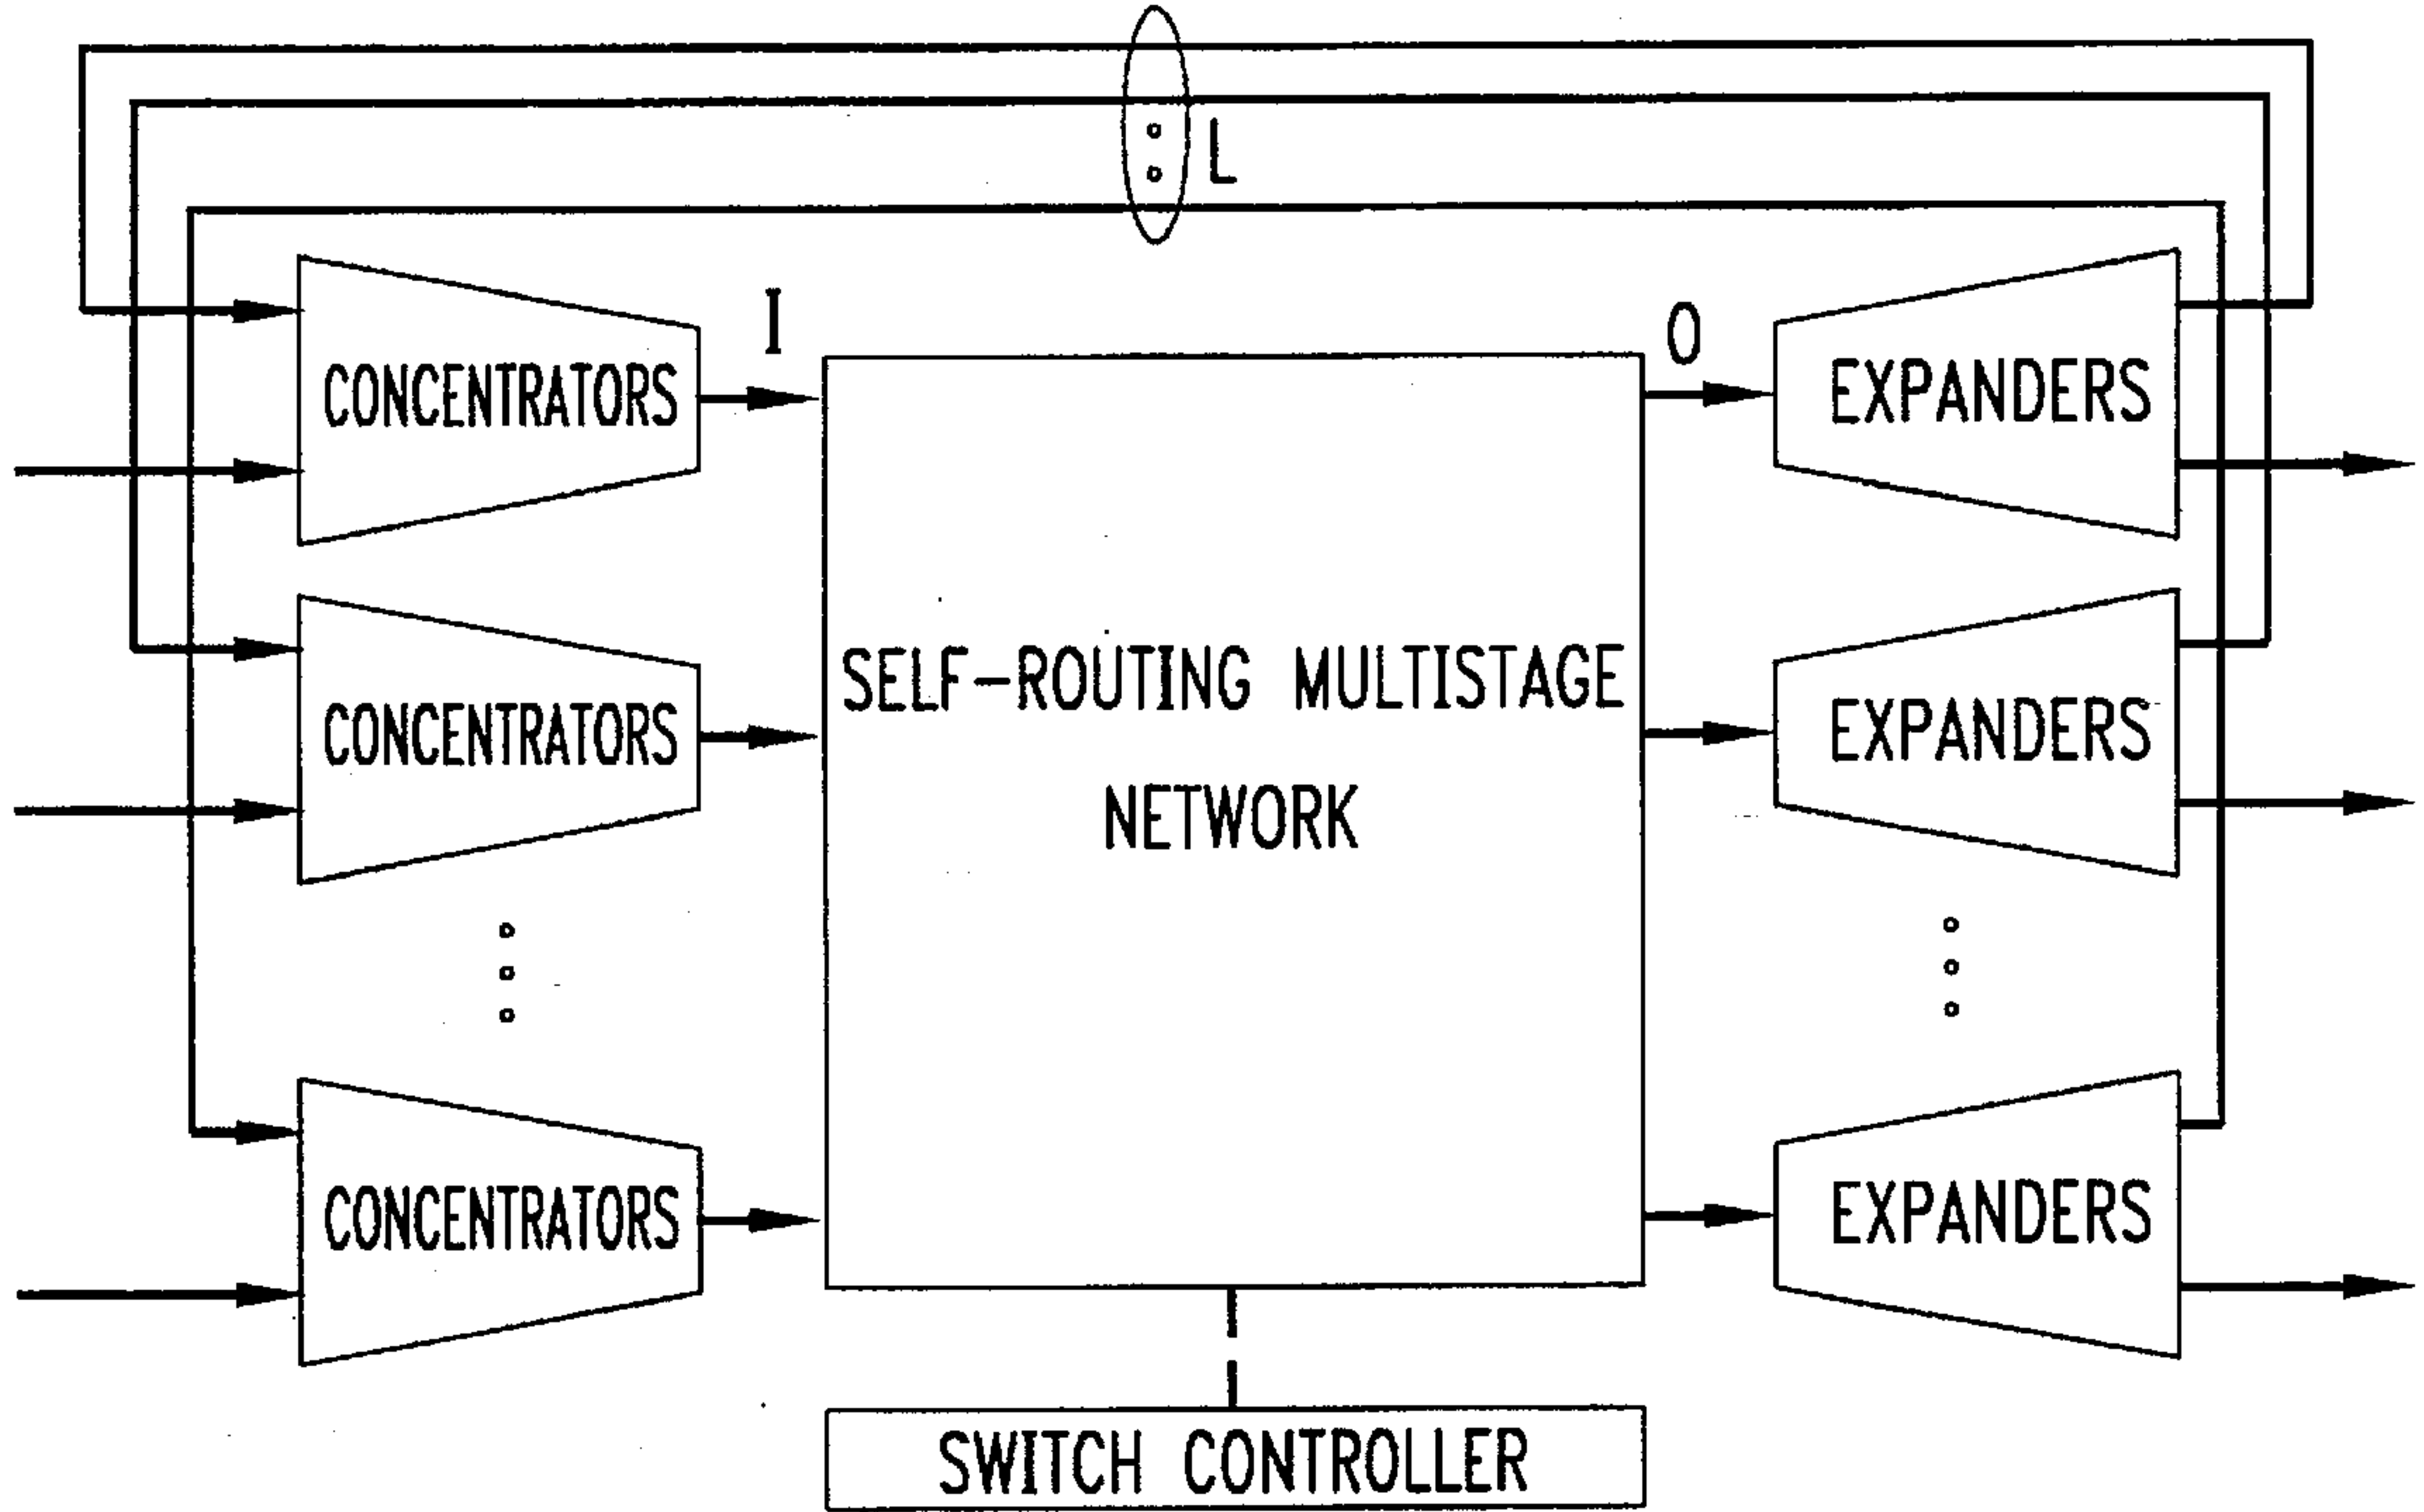 L
I
O
CONCENTRATORS
EXPANDERS
CONCENTRATORS
SELF-ROUTING MULTISTAGE
NETWORK
EXPANDERS
CONCENTRATORS
EXPANDERS
SWITCH CONTROLLER